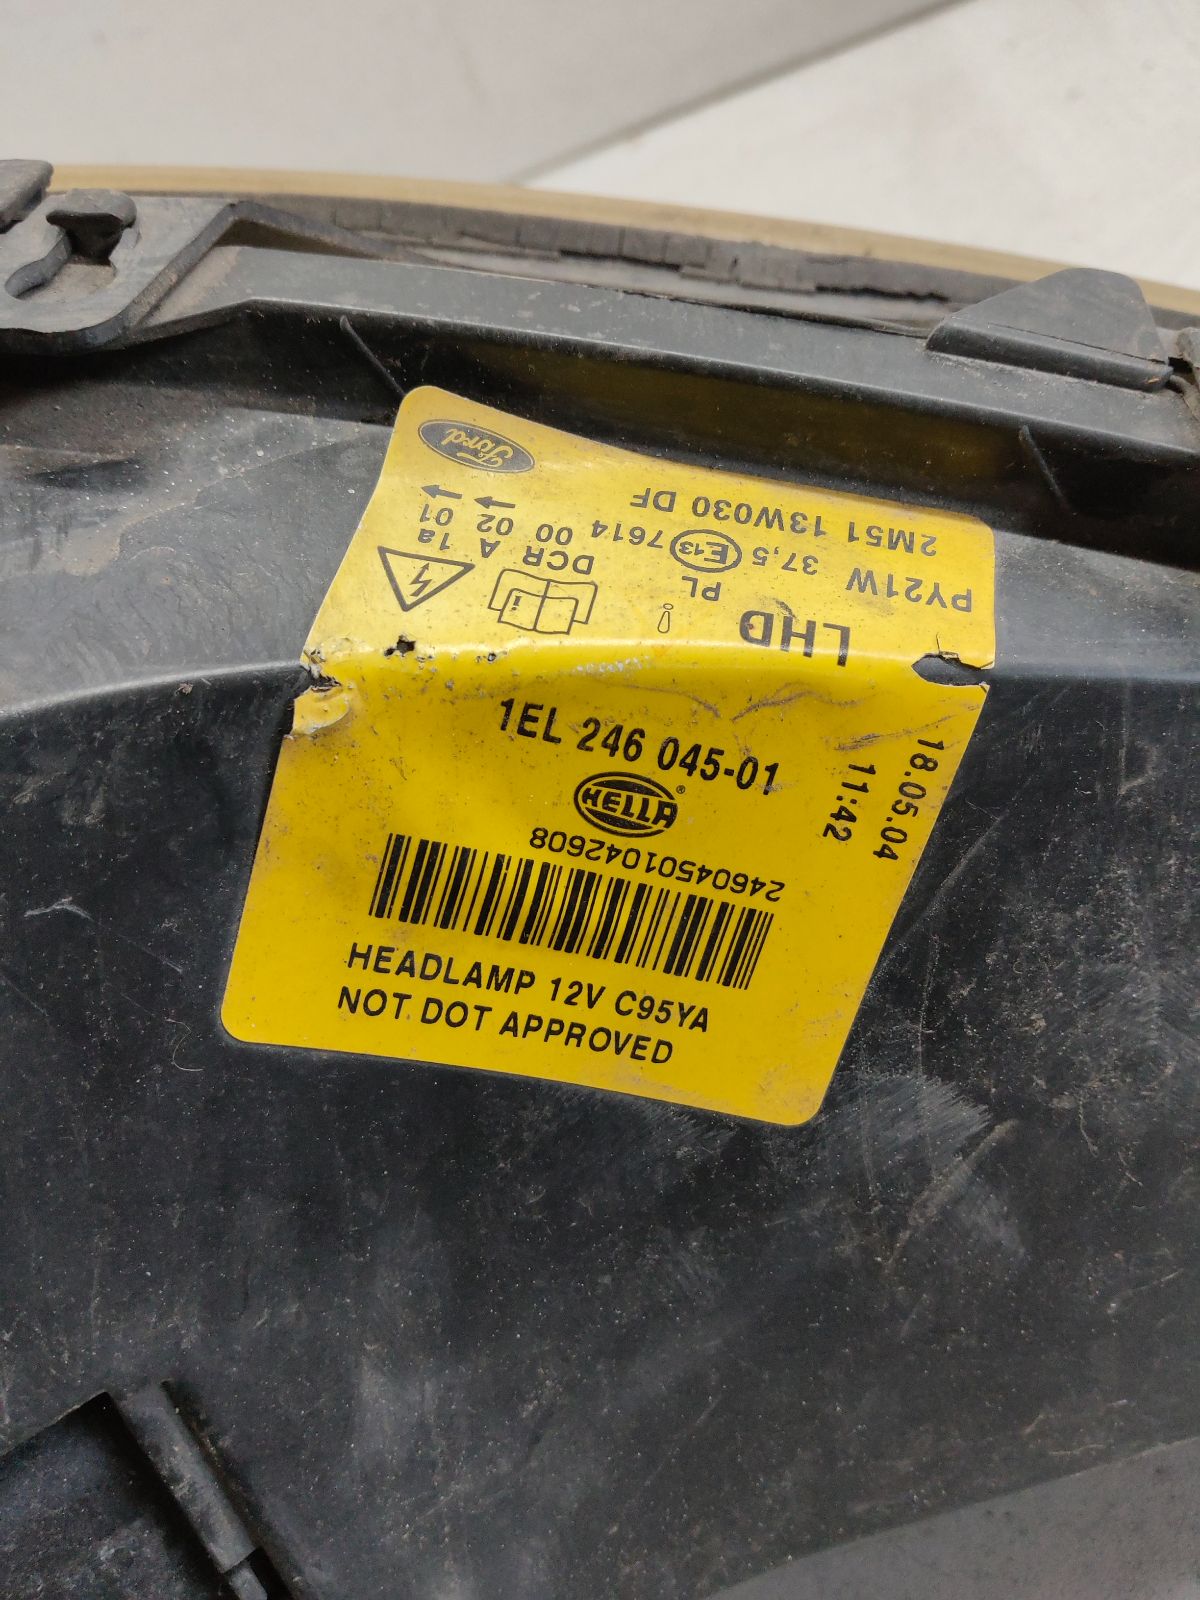 Ford
2M51 13W030 DF
PY21W 37,5 E13 7614 00 02 01
PL
DCR A 1a
LHD
1EL 246 045-01
HELLA®
18.05.04
11:42
24604501042608
HEADLAMP 12V C95YA
NOT DOT APPROVED